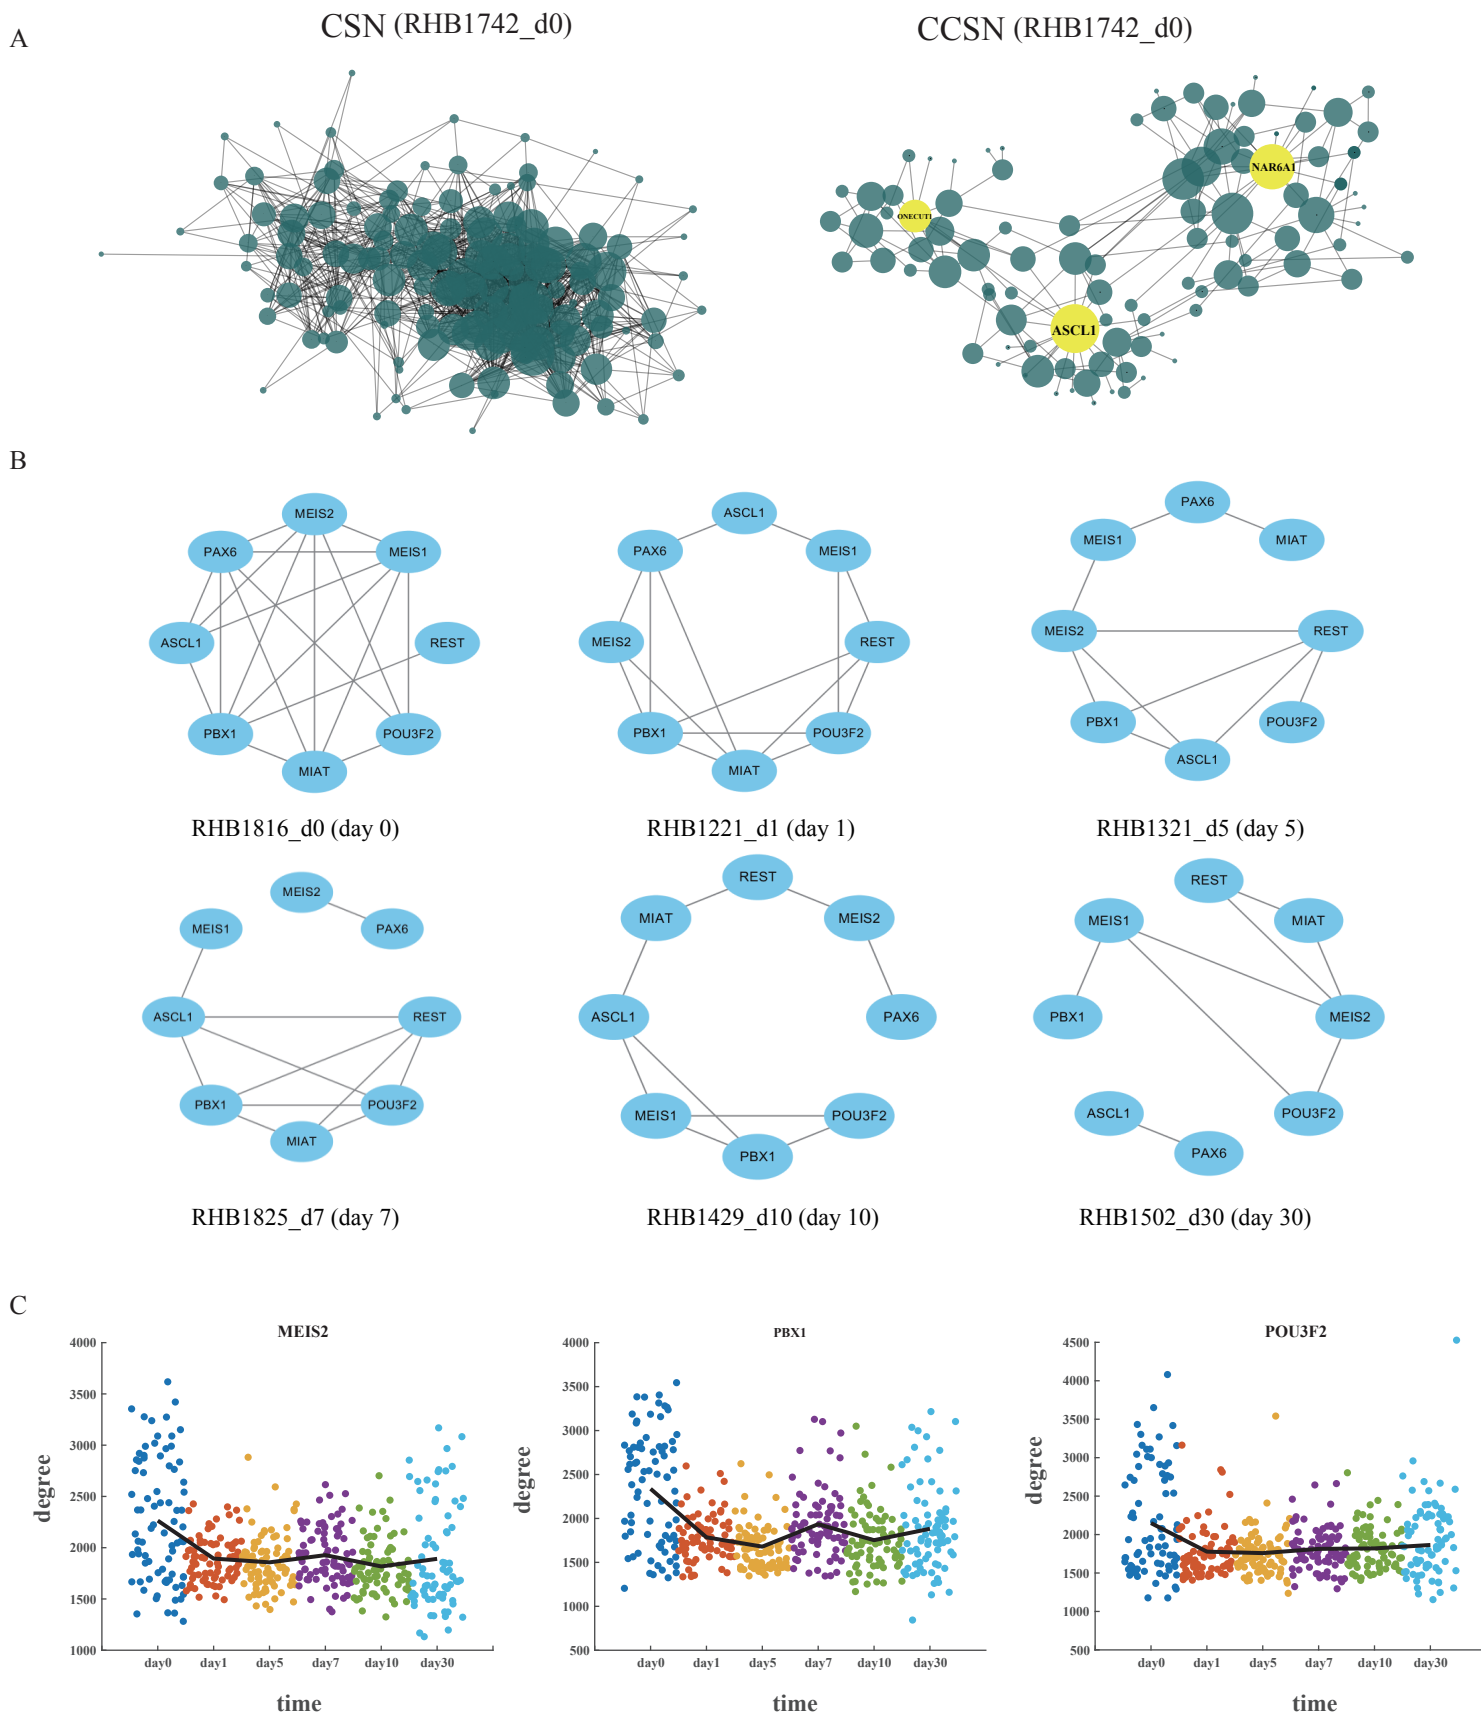 A
CSN (RHB1742_d0)
CCSN (RHB1742_d0)
NAR6A1
ONECUT1
ASCL1
B
MEIS2
PAX6
MEIS1
ASCL1
REST
PBX1
POU3F2
MIAT
RHB1816_d0 (day 0)
ASCL1
PAX6
MEIS1
MEIS2
REST
PBX1
POU3F2
MIAT
RHB1221_d1 (day 1)
PAX6
MEIS1
MIAT
MEIS2
REST
PBX1
POU3F2
ASCL1
RHB1321_d5 (day 5)
MEIS2
MEIS1
PAX6
ASCL1
REST
PBX1
POU3F2
MIAT
RHB1825_d7 (day 7)
REST
MIAT
MEIS2
ASCL1
PAX6
MEIS1
POU3F2
PBX1
RHB1429_d10 (day 10)
REST
MEIS1
MIAT
PBX1
MEIS2
ASCL1
POU3F2
PAX6
RHB1502_d30 (day 30)
C
MEIS2
degree
4000
3500
3000
2500
2000
1500
1000
day0 day1 day5 day7 day10 day30
time
PBX1
degree
4000
3500
3000
2500
2000
1500
1000
500
day0 day1 day5 day7 day10 day30
time
POU3F2
degree
4500
4000
3500
3000
2500
2000
1500
1000
500
day0 day1 day5 day7 day10 day30
time